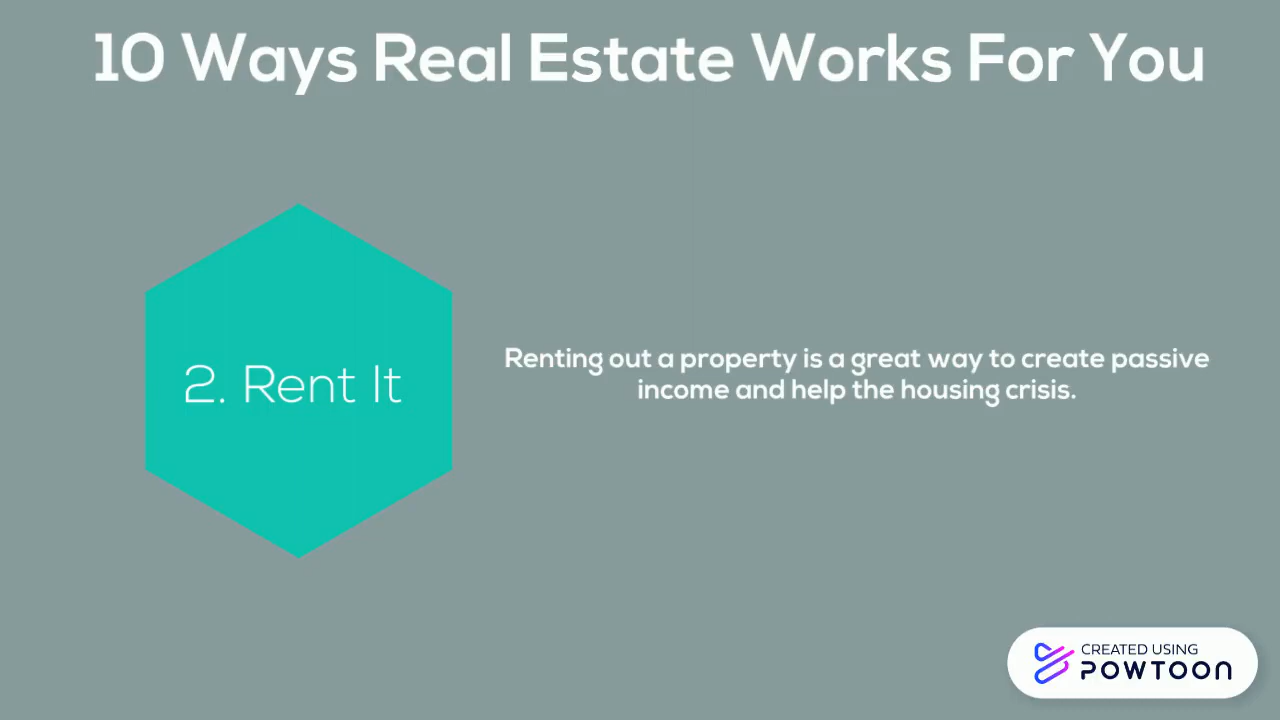 10 Ways Real Estate Works For You
2. Rent It
Renting out a property is a great way to create passive
income and help the housing crisis.
CREATED USING
POWTOON